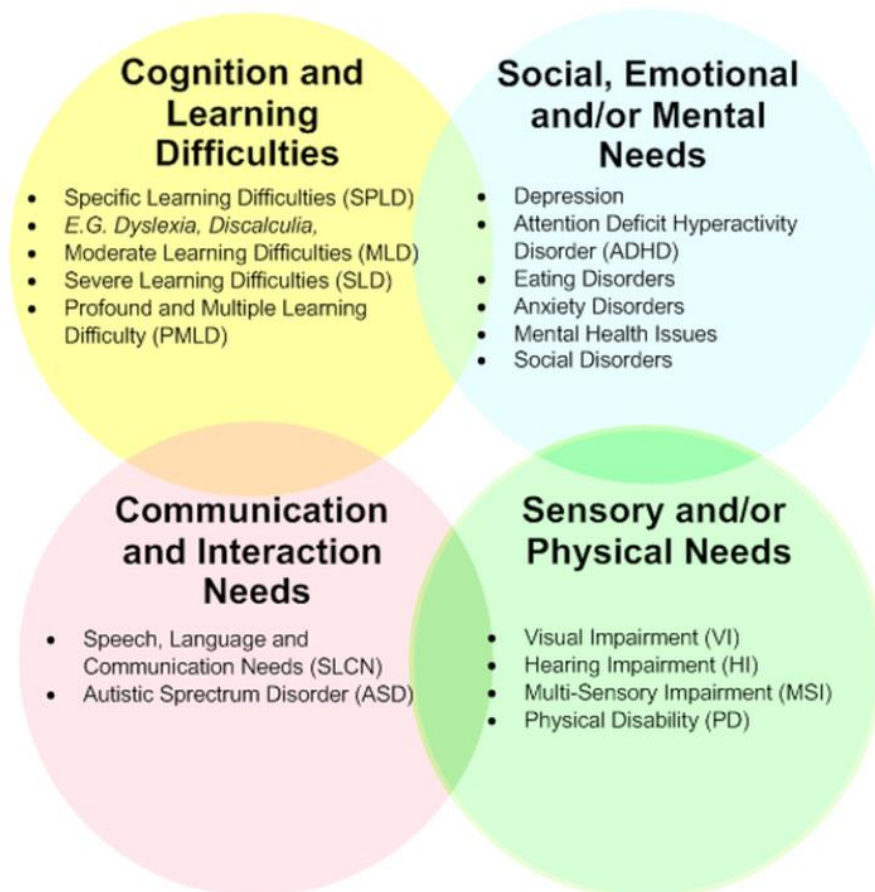 Cognition and
Learning
Difficulties
• Specific Learning Difficulties (SPLD)
• E.G. Dyslexia, Discalculia,
• Moderate Learning Difficulties (MLD)
• Severe Learning Difficulties (SLD)
• Profound and Multiple Learning
Difficulty (PMLD)
Social, Emotional
and/or Mental
Needs
• Depression
• Attention Deficit Hyperactivity
Disorder (ADHD)
• Eating Disorders
• Anxiety Disorders
• Mental Health Issues
• Social Disorders
Communication
and Interaction
Needs
• Speech, Language and
Communication Needs (SLCN)
• Autistic Sprectrum Disorder (ASD)
Sensory and/or
Physical Needs
• Visual Impairment (VI)
• Hearing Impairment (HI)
• Multi-Sensory Impairment (MSI)
• Physical Disability (PD)